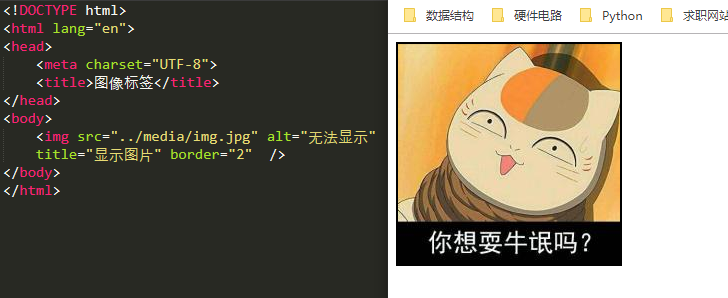 <!DOCTYPE html>
<html lang="en">
<head>
<meta charset="UTF-8">
<title>图像标签</title>
</head>
<body>
<img src="../media/img.jpg" alt="无法显示"
title="显示图片" border="2"  />
</body>
</html>
数据结构 硬件电路 Python 求职网站
你想耍牛氓吗？